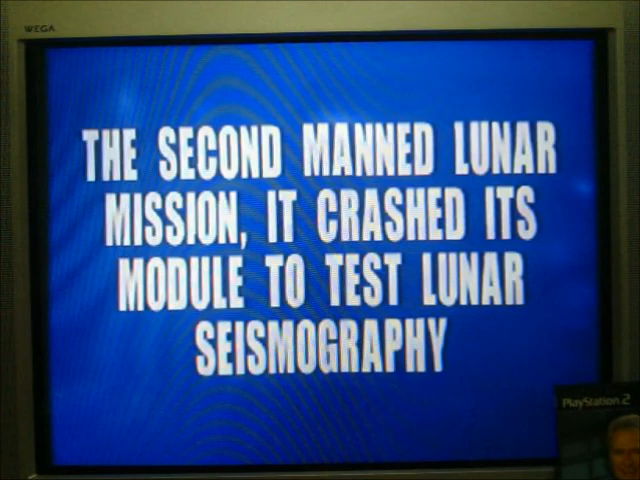 WEGA
THE SECOND MANNED LUNAR
MISSION, IT CRASHED ITS
MODULE TO TEST LUNAR
SEISMOGRAPHY
PlayStation 2